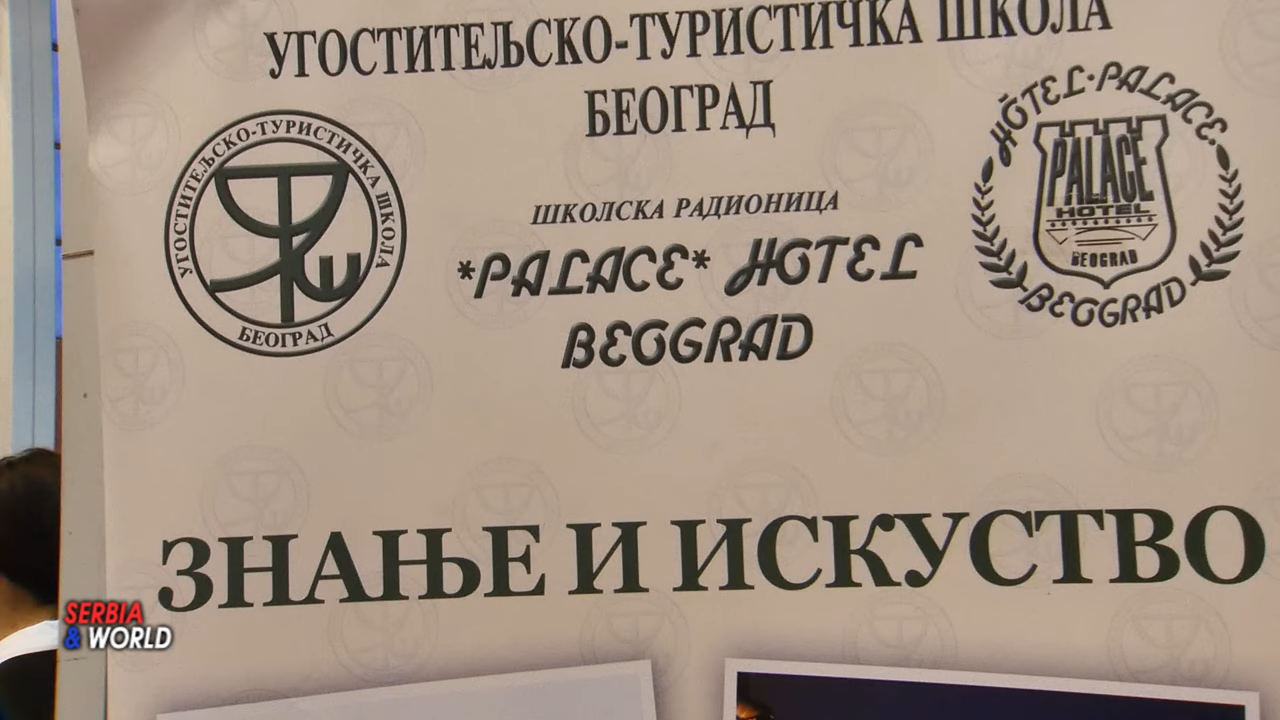 УГОСТИТЕЉСКО-ТУРИСТИЧКА ШКОЛА
БЕОГРАД
УГОСТИТЕЉСКО-ТУРИСТИЧКА ШКОЛА
БЕОГРАД
HÔTEL·PALACE·
PALACE
HOTEL
BEOGRAD
BEOGRAD
ШКОЛСКА РАДИОНИЦА
*PALACE* HOTEL
BEOGRAD
ЗНАЊЕ И ИСКУСТВО
SERBIA
& WORLD